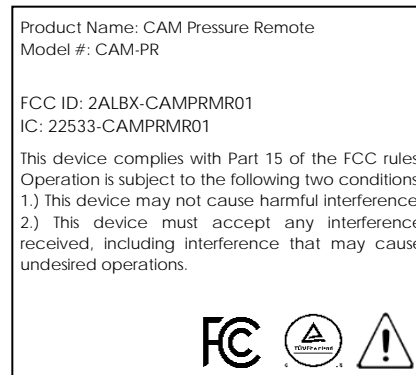 Product Name: CAM Pressure Remote
Model #: CAM-PR
FCC ID: 2ALBX-CAMPRMR01
IC: 22533-CAMPRMR01
This device complies with Part 15 of the FCC rules
Operation is subject to the following two conditions
1.) This device may not cause harmful interference
2.) This device must accept any interference
received, including interference that may cause
undesired operations.
FC